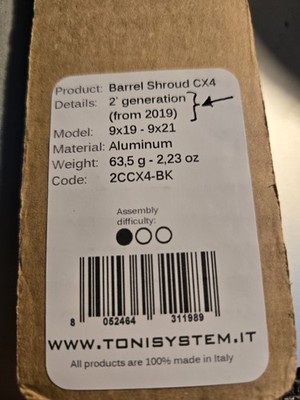 Product: Barrel Shroud CX4
Details: 2' generation
(from 2019)
Model: 9x19 - 9x21
Material: Aluminum
Weight: 63,5 g - 2,23 oz
Code: 2CCX4-BK
Assembly
difficulty:
8 052464 311989
WWW.TONISYSTEM.IT
All products are 100% made in Italy